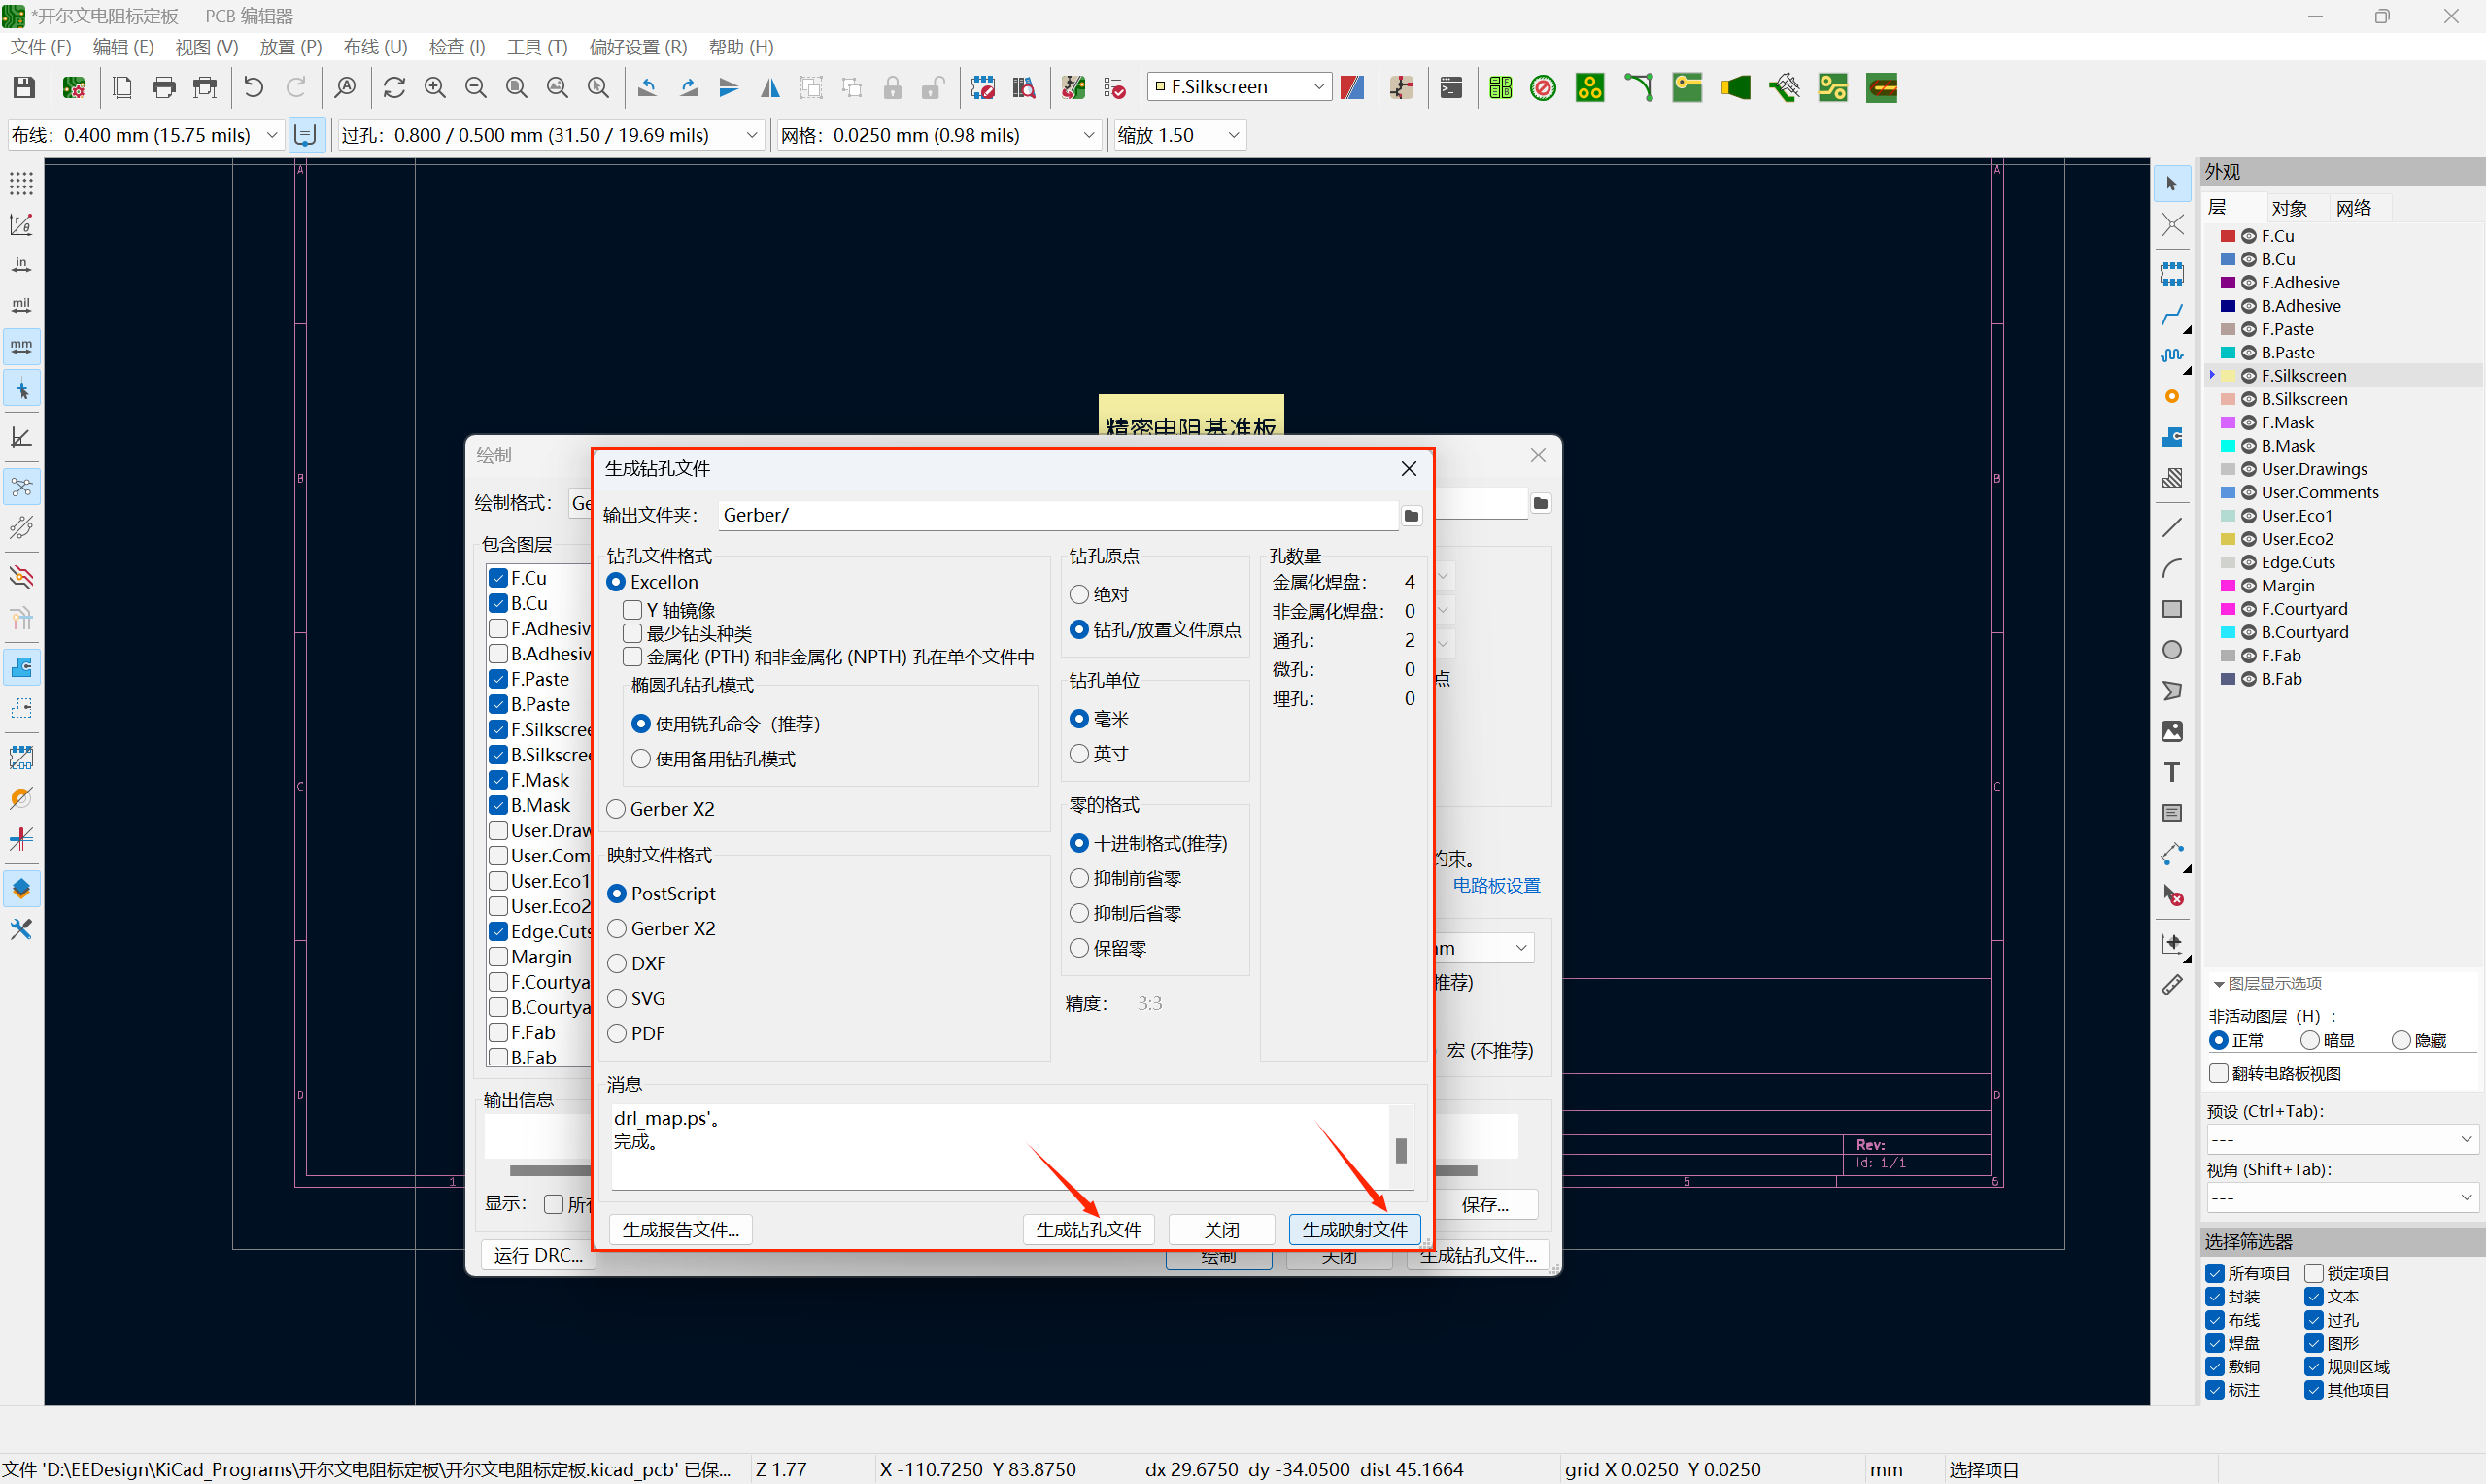 *开尔文电阻标定板 — PCB 编辑器
文件 (F) 编辑 (E) 视图 (V) 放置 (P) 布线 (U) 检查 (I) 工具 (T) 偏好设置 (R) 帮助 (H)
F.Silkscreen
布线: 0.400 mm (15.75 mils) 过孔: 0.800 / 0.500 mm (31.50 / 19.69 mils) 网格: 0.0250 mm (0.98 mils) 缩放 1.50
in
mil
mm
A
B
C
D
1
A
B
C
D
5
6
Rev:
Id: 1/1
精密电阻基准板
绘制
绘制格式:
包含图层
F.Cu
B.Cu
F.Adhesiv
B.Adhesiv
F.Paste
B.Paste
F.Silkscre
B.Silkscre
F.Mask
B.Mask
User.Draw
User.Com
User.Eco1
User.Eco2
Edge.Cuts
Margin
F.Courtya
B.Courtya
F.Fab
B.Fab
输出信息
显示:
运行 DRC...
点
约束。
电路板设置
推荐)
宏 (不推荐)
保存...
绘制
关闭
生成钻孔文件...
生成钻孔文件
输出文件夹: Gerber/
钻孔文件格式
Excellon
Y 轴镜像
最少钻头种类
金属化 (PTH) 和非金属化 (NPTH) 孔在单个文件中
椭圆孔钻孔模式
使用铣孔命令（推荐）
使用备用钻孔模式
Gerber X2
映射文件格式
PostScript
Gerber X2
DXF
SVG
PDF
钻孔原点
绝对
钻孔/放置文件原点
钻孔单位
毫米
英寸
零的格式
十进制格式(推荐)
抑制前省零
抑制后省零
保留零
精度: 3:3
孔数量
金属化焊盘: 4
非金属化焊盘: 0
通孔: 2
微孔: 0
埋孔: 0
消息
drl_map.ps'。
完成。
生成报告文件... 生成钻孔文件 关闭 生成映射文件
外观
层 对象 网络
F.Cu
B.Cu
F.Adhesive
B.Adhesive
F.Paste
B.Paste
F.Silkscreen
B.Silkscreen
F.Mask
B.Mask
User.Drawings
User.Comments
User.Eco1
User.Eco2
Edge.Cuts
Margin
F.Courtyard
B.Courtyard
F.Fab
B.Fab
图层显示选项
非活动图层（H）:
正常 暗显 隐藏
翻转电路板视图
预设 (Ctrl+Tab):
---
视角 (Shift+Tab):
---
选择筛选器
所有项目 锁定项目
封装 文本
布线 过孔
焊盘 图形
敷铜 规则区域
标注 其他项目
文件 'D:\EEDesign\KiCad_Programs\开尔文电阻标定板\开尔文电阻标定板.kicad_pcb' 已保... Z 1.77 X -110.7250 Y 83.8750 dx 29.6750 dy -34.0500 dist 45.1664 grid X 0.0250 Y 0.0250 mm 选择项目